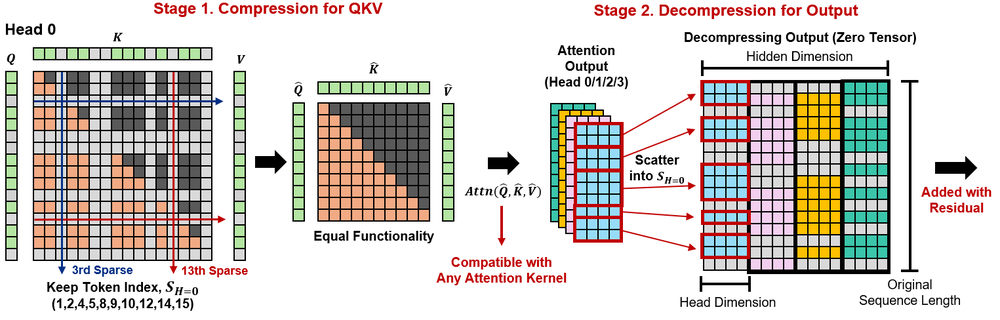 Stage 1. Compression for QKV
Stage 2. Decompression for Output
Head 0
K
Q
V
3rd Sparse
13th Sparse
Keep Token Index, S_{H=0}
(1,2,4,5,8,9,10,12,14,15)
K̂
Q̂
V̂
Equal Functionality
Attention
Output
(Head 0/1/2/3)
Attn(Q̂, K̂, V̂)
Compatible with
Any Attention Kernel
Scatter
into S_{H=0}
Decompressing Output (Zero Tensor)
Hidden Dimension
Head Dimension
Original
Sequence Length
Added with
Residual